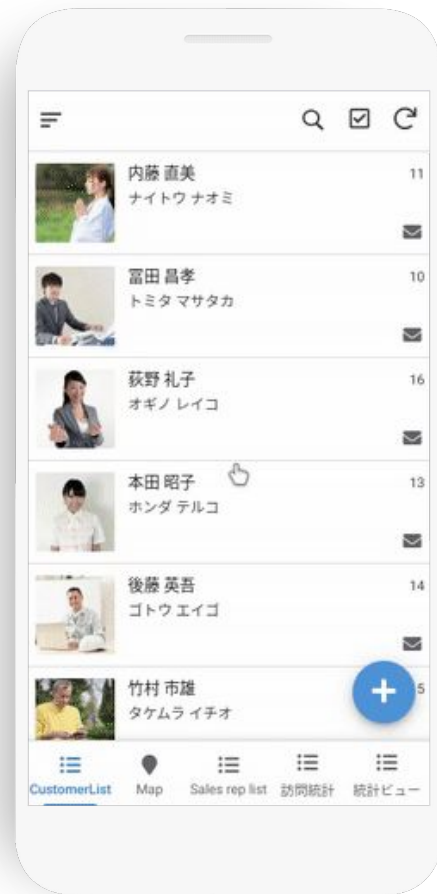 内藤 直美
11
ナイトウ ナオミ
冨田 昌孝
10
トミタ マサタカ
荻野 礼子
16
オギノ レイコ
本田 昭子
13
ホンダ テルコ
後藤 英吾
14
ゴトウ エイゴ
竹村 市雄
5
タケムラ イチオ
CustomerList
Map
Sales rep list
訪問統計
統計ビュー